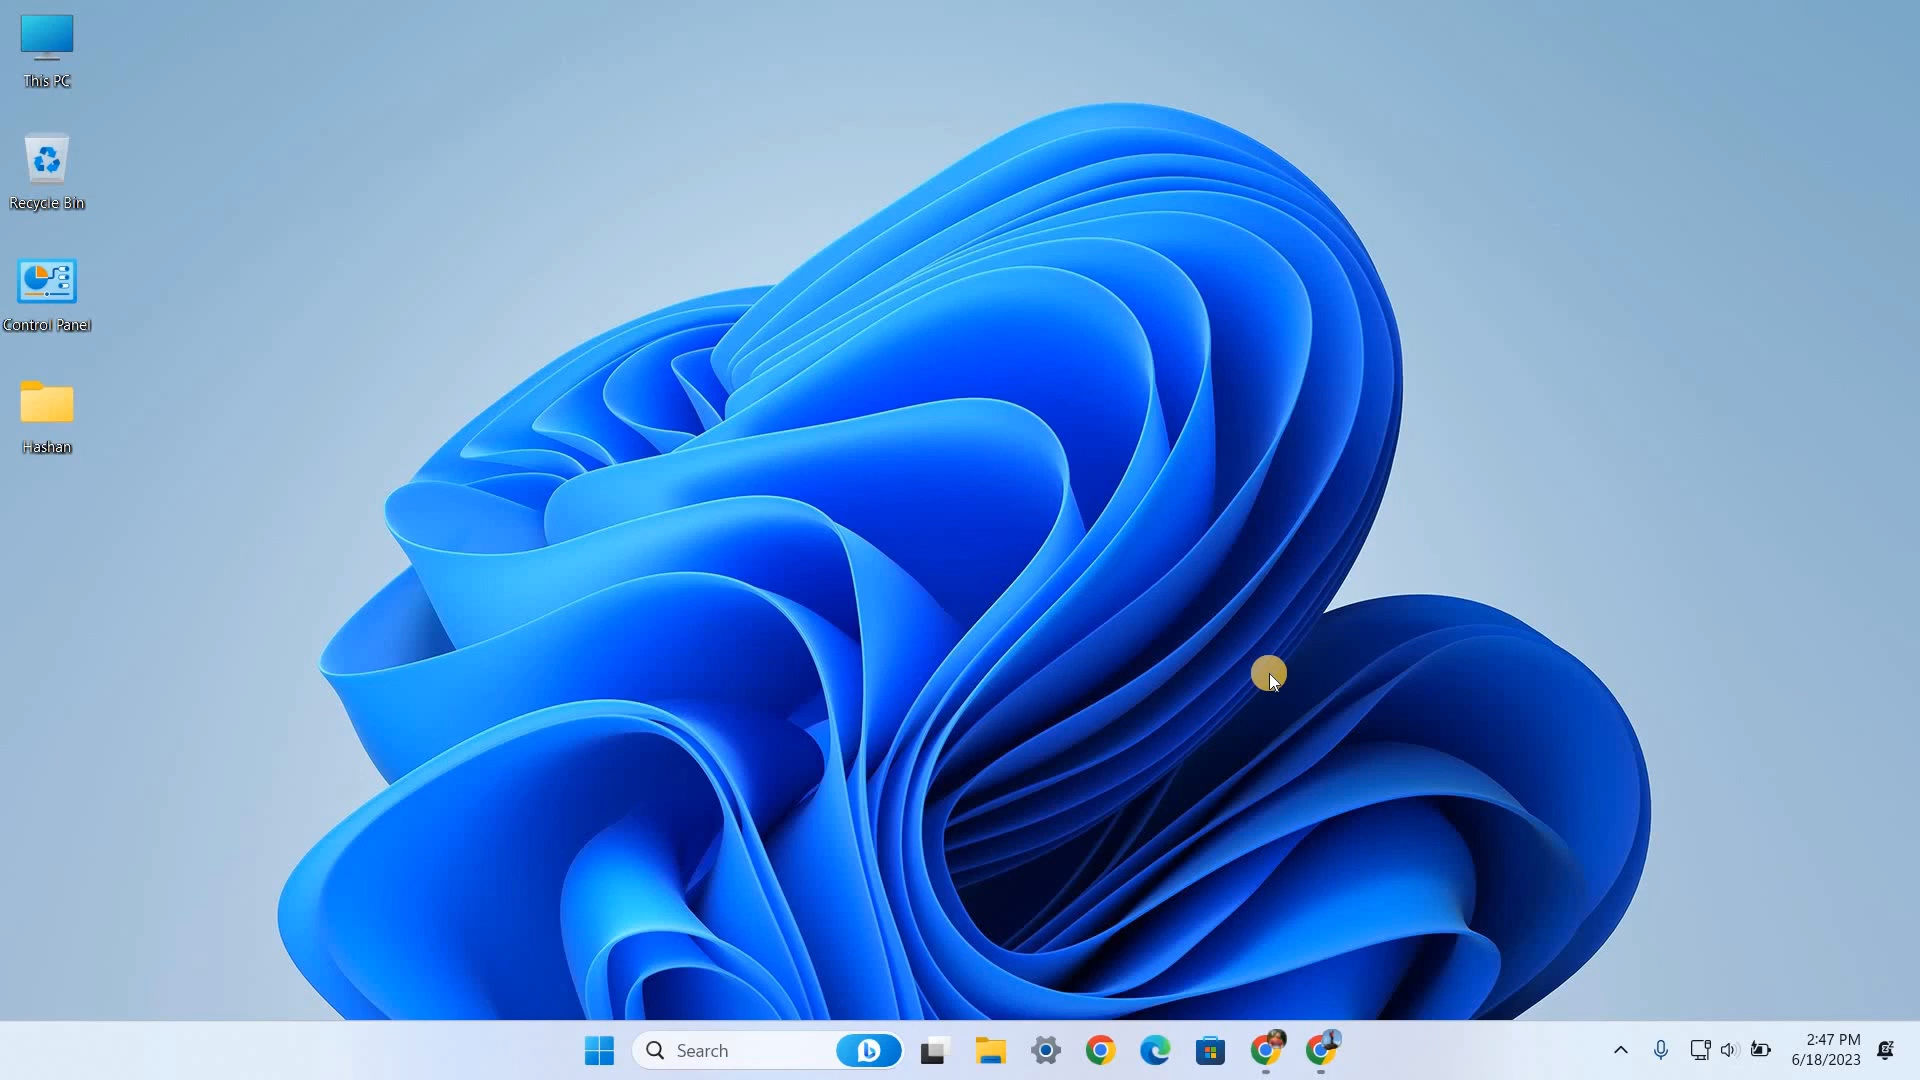 This PC
Recycle Bin
Control Panel
Hashan
Search
2:47 PM
6/18/2023